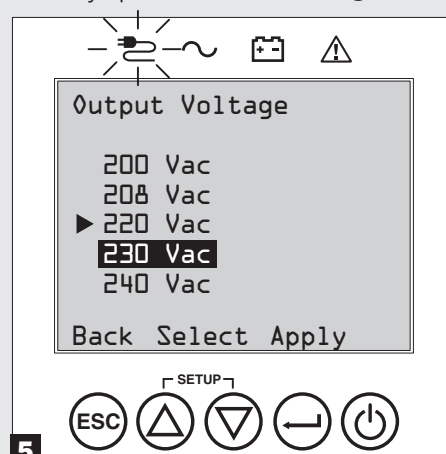 Output Voltage
200 Vac
208 Vac
▶ 220 Vac
230 Vac
240 Vac
Back Select Apply
SETUP
ESC
5